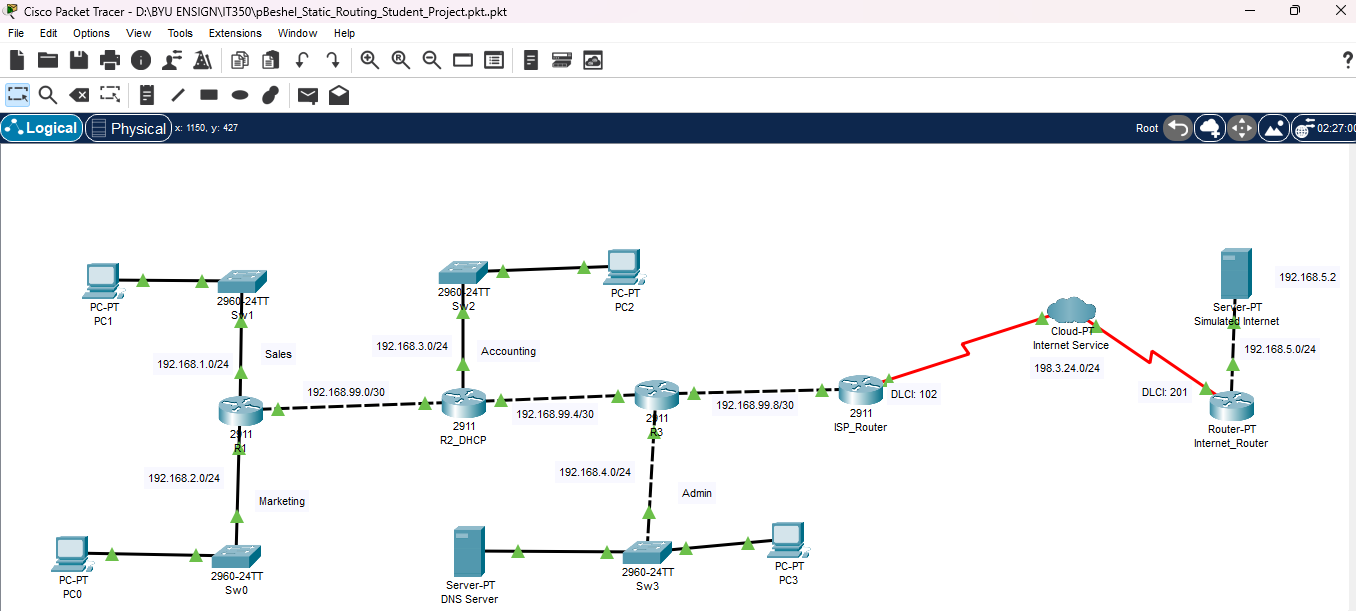 Cisco Packet Tracer - D:\BYU ENSIGN\IT350\pBeshel_Static_Routing_Student_Project.pkt..pkt
File Edit Options View Tools Extensions Window Help
?
Logical Physical x: 1150, y: 427 Root 02:27:00
192.168.5.2
PC-PT
PC1
2960-24TT
Sw1
2960-24TT
Sw2
PC-PT
PC2
Server-PT
Simulated Internet
Cloud-PT
Internet Service
192.168.1.0/24
Sales
192.168.3.0/24
Accounting
198.3.24.0/24
192.168.5.0/24
192.168.99.0/30
192.168.99.4/30
192.168.99.8/30
DLCI: 102
DLCI: 201
2911
R1
2911
R2_DHCP
2911
R3
2911
ISP_Router
Router-PT
Internet_Router
192.168.2.0/24
Marketing
192.168.4.0/24
Admin
PC-PT
PC0
2960-24TT
Sw0
Server-PT
DNS Server
2960-24TT
Sw3
PC-PT
PC3